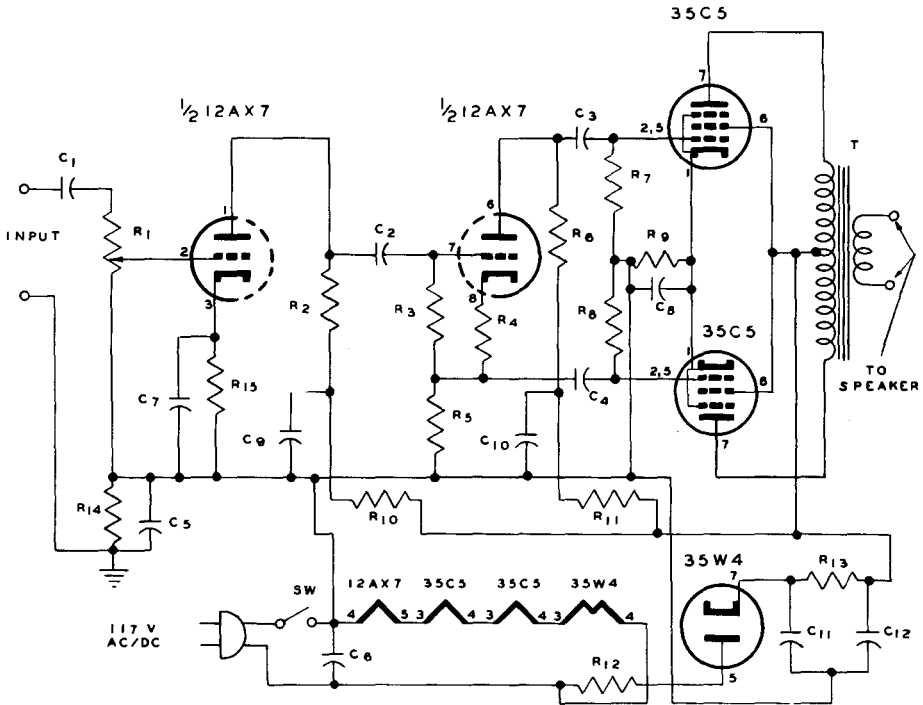 35C5
7
½ 12AX7
½ 12AX7
C3
2,5
6
C1
T
1
6
R7
1
INPUT
R1
2
C2
7
R6
R9
3
8
R2
R3
R4
C8
R8
35C5
1
TO
SPEAKER
2,5
6
C4
C7
R15
C9
R5
C10
7
R14
C5
R10
R11
35W4
7
R13
SW
12AX7
35C5
35C5
35W4
4
5
3
4
3
4
3
4
117 V
AC/DC
C6
R12
5
C11
C12